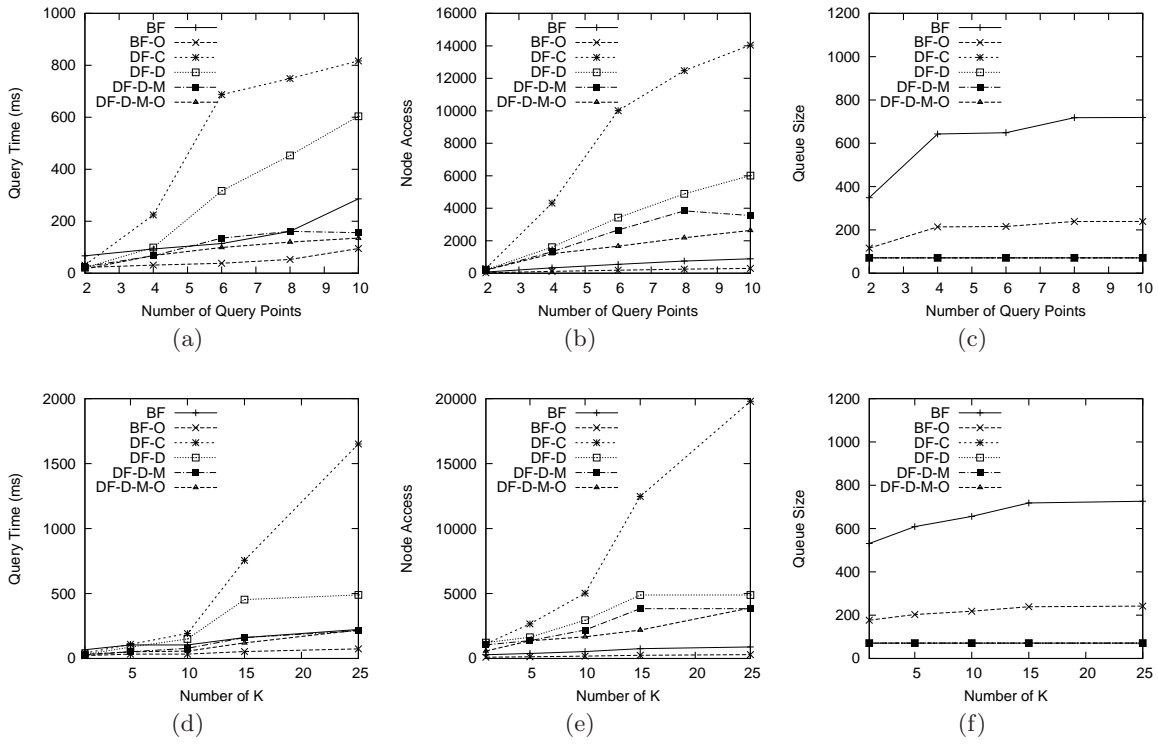 1000
800
600
400
200
0
Query Time (ms)
BF
BF-O
DF-C
DF-D
DF-D-M
DF-D-M-O
2 3 4 5 6 7 8 9 10
Number of Query Points
(a)
16000
14000
12000
10000
8000
6000
4000
2000
0
Node Access
BF
BF-O
DF-C
DF-D
DF-D-M
DF-D-M-O
2 3 4 5 6 7 8 9 10
Number of Query Points
(b)
1200
1000
800
600
400
200
0
Queue Size
BF
BF-O
DF-C
DF-D
DF-D-M
DF-D-M-O
2 3 4 5 6 7 8 9 10
Number of Query Points
(c)
2000
1500
1000
500
0
Query Time (ms)
BF
BF-O
DF-C
DF-D
DF-D-M
DF-D-M-O
5 10 15 20 25
Number of K
(d)
20000
15000
10000
5000
0
Node Access
BF
BF-O
DF-C
DF-D
DF-D-M
DF-D-M-O
5 10 15 20 25
Number of K
(e)
1200
1000
800
600
400
200
0
Queue Size
BF
BF-O
DF-C
DF-D
DF-D-M
DF-D-M-O
5 10 15 20 25
Number of K
(f)